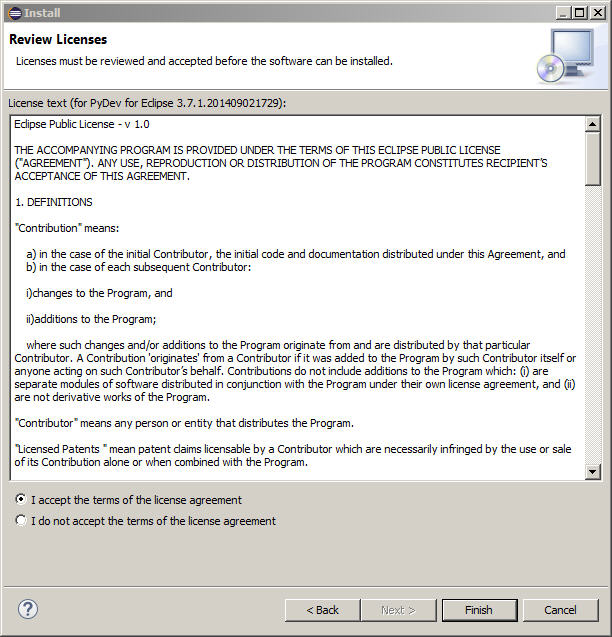 Install
Review Licenses
Licenses must be reviewed and accepted before the software can be installed.
License text (for PyDev for Eclipse 3.7.1.201409021729):
Eclipse Public License - v 1.0
THE ACCOMPANYING PROGRAM IS PROVIDED UNDER THE TERMS OF THIS ECLIPSE PUBLIC LICENSE
("AGREEMENT"). ANY USE, REPRODUCTION OR DISTRIBUTION OF THE PROGRAM CONSTITUTES RECIPIENT'S
ACCEPTANCE OF THIS AGREEMENT.
1. DEFINITIONS
"Contribution" means:
a) in the case of the initial Contributor, the initial code and documentation distributed under this Agreement, and
b) in the case of each subsequent Contributor:
i)changes to the Program, and
ii)additions to the Program;
where such changes and/or additions to the Program originate from and are distributed by that particular
Contributor. A Contribution 'originates' from a Contributor if it was added to the Program by such Contributor itself or
anyone acting on such Contributor's behalf. Contributions do not include additions to the Program which: (i) are
separate modules of software distributed in conjunction with the Program under their own license agreement, and (ii)
are not derivative works of the Program.
"Contributor" means any person or entity that distributes the Program.
"Licensed Patents " mean patent claims licensable by a Contributor which are necessarily infringed by the use or sale
of its Contribution alone or when combined with the Program.
I accept the terms of the license agreement
I do not accept the terms of the license agreement
? < Back Next > Finish Cancel